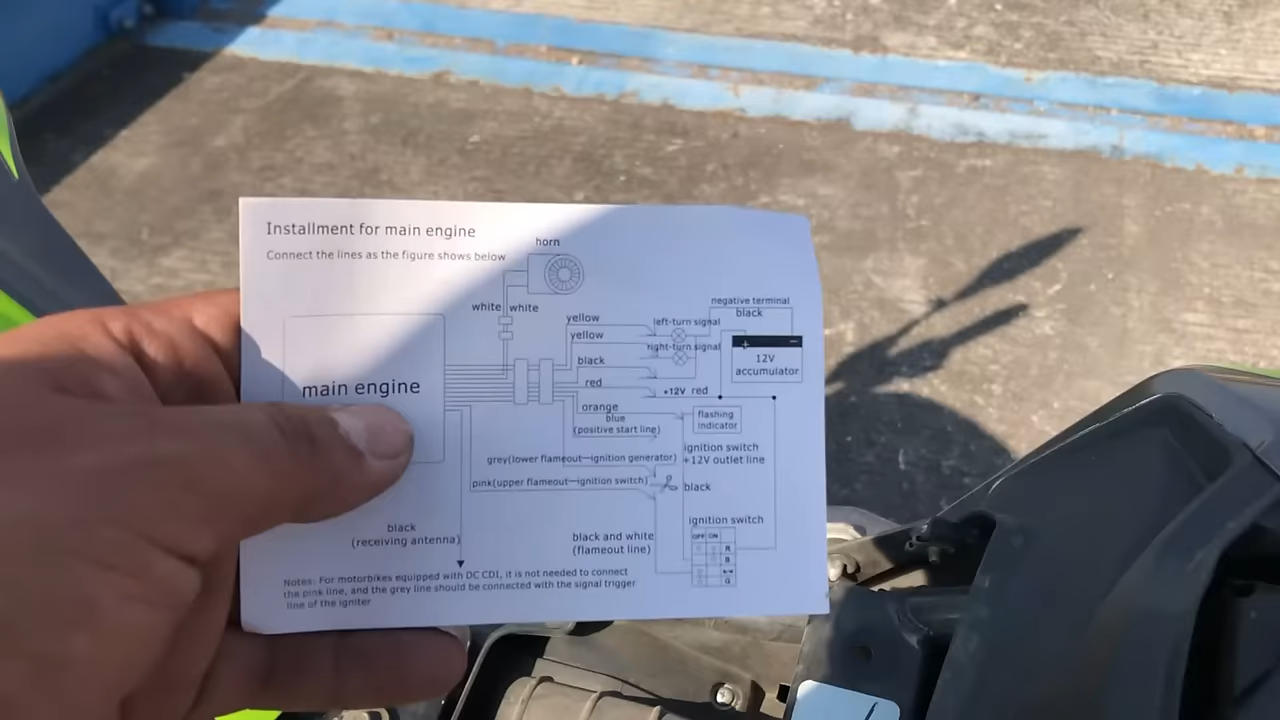 Installment for main engine
Connect the lines as the figure shows below
horn
white white
negative terminal
black
yellow
left-turn signal
yellow
right-turn signal
+ −
12V
accumulator
black
main engine
red
+12V red
orange
flashing
indicator
blue
(positive start line)
ignition switch
+12V outlet line
grey(lower flameout—ignition generator)
pink(upper flameout—ignition switch)
black
black
(receiving antenna)
black and white
(flameout line)
ignition switch
OFF ON
R
B
G
Notes: For motorbikes equipped with DC CDI, it is not needed to connect
the pink line, and the grey line should be connected with the signal trigger
line of the igniter